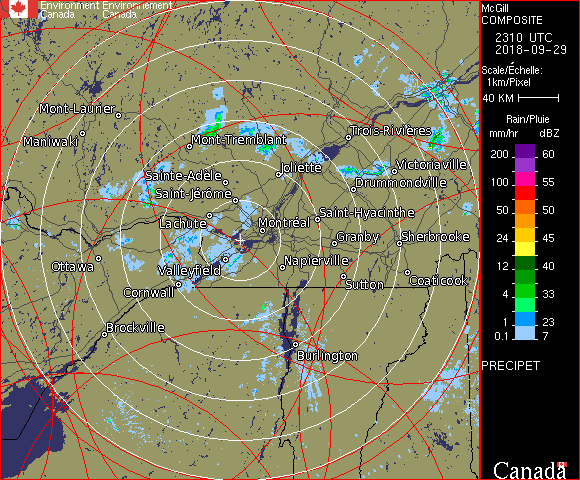 Environment Environnement
Canada Canada
McGill
COMPOSITE
2310 UTC
2018-09-29
Scale/Échelle:
1km/Pixel
40 KM
Rain/Pluie
mm/hr dBZ
200 60
100 55
50 50
24 45
12 40
4 33
1 23
0.1 7
PRECIPET
Canada
Mont-Laurier
Maniwaki
Mont-Tremblant
Trois-Rivières
Joliette
Victoriaville
Sainte-Adèle
Drummondville
Saint-Jérôme
Lachute
Saint-Hyacinthe
Montréal
Granby
Sherbrooke
Ottawa
Valleyfield
Napierville
Cornwall
Sutton
Coaticook
Brockville
Burlington